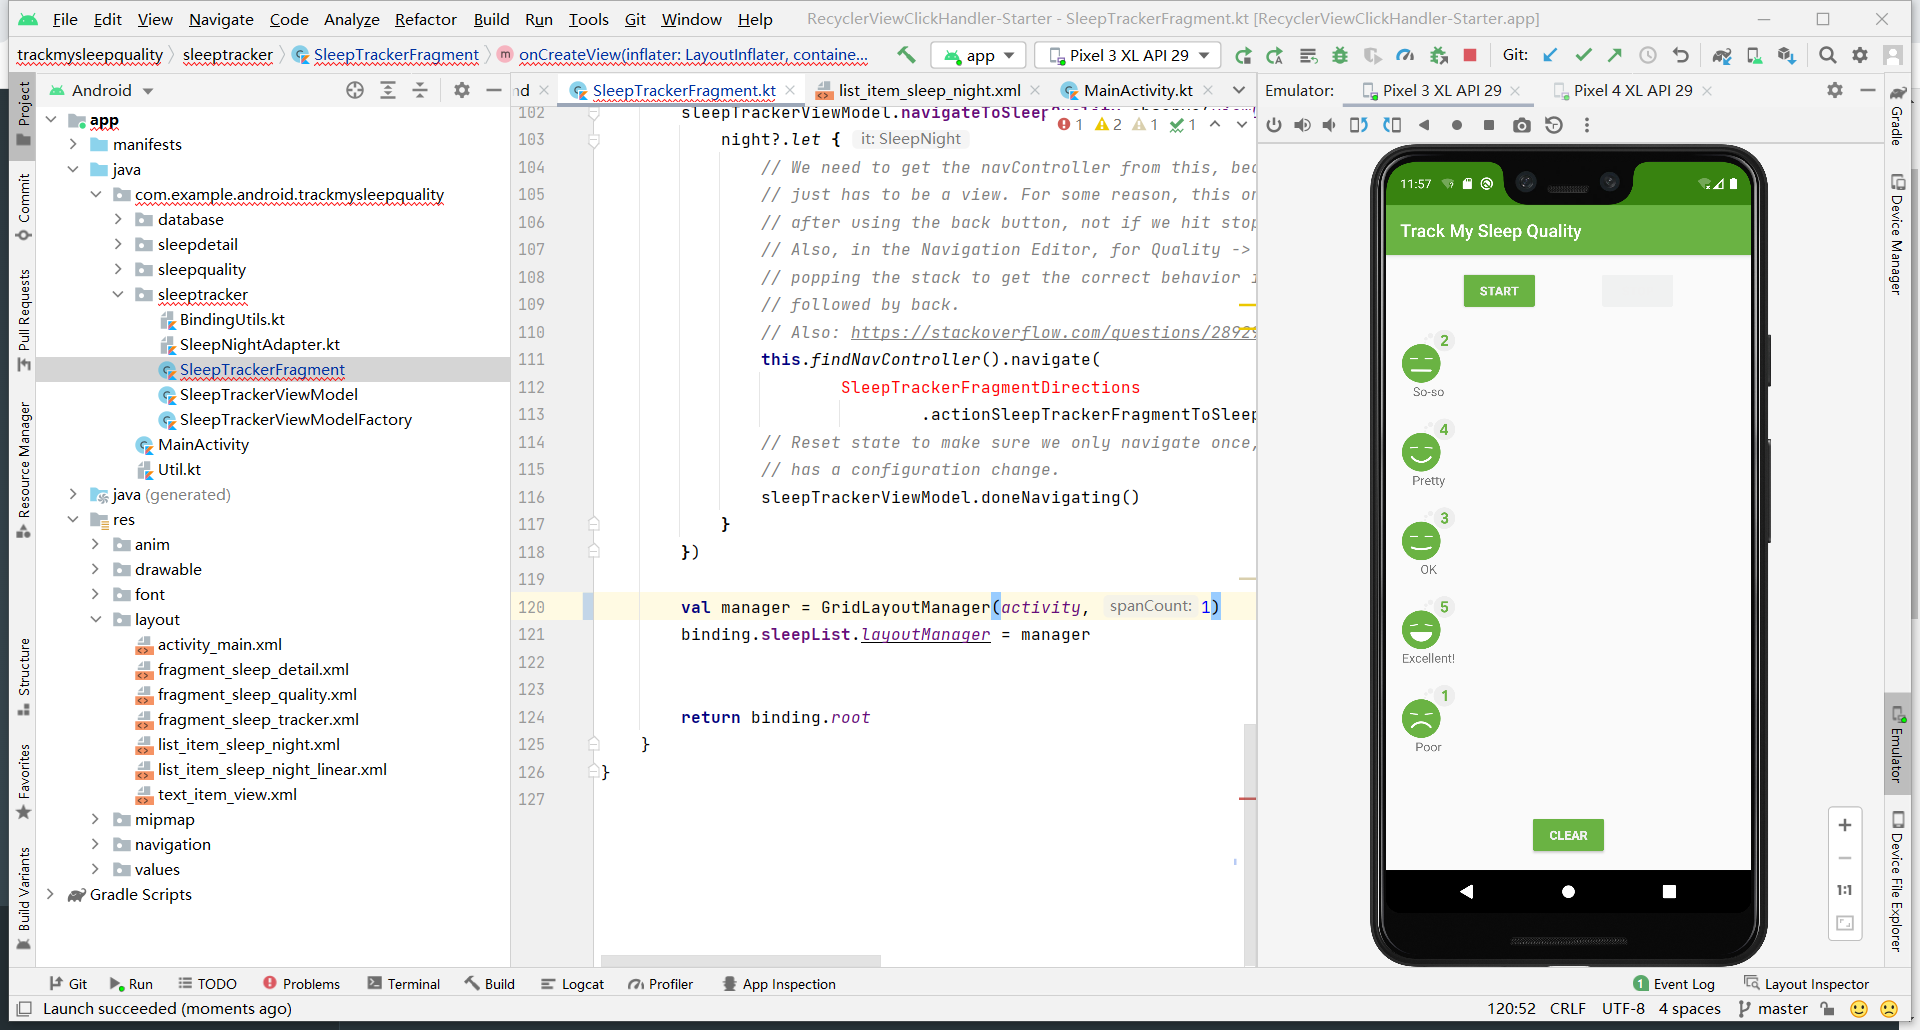 File Edit View Navigate Code Analyze Refactor Build Run Tools Git Window Help RecyclerViewClickHandler-Starter - SleepTrackerFragment.kt [RecyclerViewClickHandler-Starter.app]
trackmysleepquality sleeptracker SleepTrackerFragment onCreateView(inflater: LayoutInflater, containe... app Pixel 3 XL API 29 Git:
Android
nd SleepTrackerFragment.kt list_item_sleep_night.xml MainActivity.kt
Emulator: Pixel 3 XL API 29 Pixel 4 XL API 29
Project
Commit
Pull Requests
Resource Manager
Structure
Favorites
Build Variants
app
manifests
java
com.example.android.trackmysleepquality
database
sleepdetail
sleepquality
sleeptracker
BindingUtils.kt
SleepNightAdapter.kt
SleepTrackerFragment
SleepTrackerViewModel
SleepTrackerViewModelFactory
MainActivity
Util.kt
java (generated)
res
anim
drawable
font
layout
activity_main.xml
fragment_sleep_detail.xml
fragment_sleep_quality.xml
fragment_sleep_tracker.xml
list_item_sleep_night.xml
list_item_sleep_night_linear.xml
text_item_view.xml
mipmap
navigation
values
Gradle Scripts
1 2 1 1
102 sleepTrackerViewModel.navigateToSleep
103 night?.let { it: SleepNight
104 // We need to get the navController from this, bec
105 // just has to be a view. For some reason, this on
106 // after using the back button, not if we hit stop
107 // Also, in the Navigation Editor, for Quality ->
108 // popping the stack to get the correct behavior i
109 // followed by back.
110 // Also: https://stackoverflow.com/questions/28929
111 this.findNavController().navigate(
112 SleepTrackerFragmentDirections
113 .actionSleepTrackerFragmentToSleep
114 // Reset state to make sure we only navigate once,
115 // has a configuration change.
116 sleepTrackerViewModel.doneNavigating()
117 }
118 })
119
120 val manager = GridLayoutManager(activity, spanCount: 1)
121 binding.sleepList.layoutManager = manager
122
123
124 return binding.root
125 }
126 }
127
11:57
Track My Sleep Quality
START
2
So-so
4
Pretty
3
OK
5
Excellent!
1
Poor
CLEAR
1:1
Gradle
Device Manager
Emulator
Device File Explorer
Git Run TODO Problems Terminal Build Logcat Profiler App Inspection 1 Event Log Layout Inspector
Launch succeeded (moments ago) 120:52 CRLF UTF-8 4 spaces master